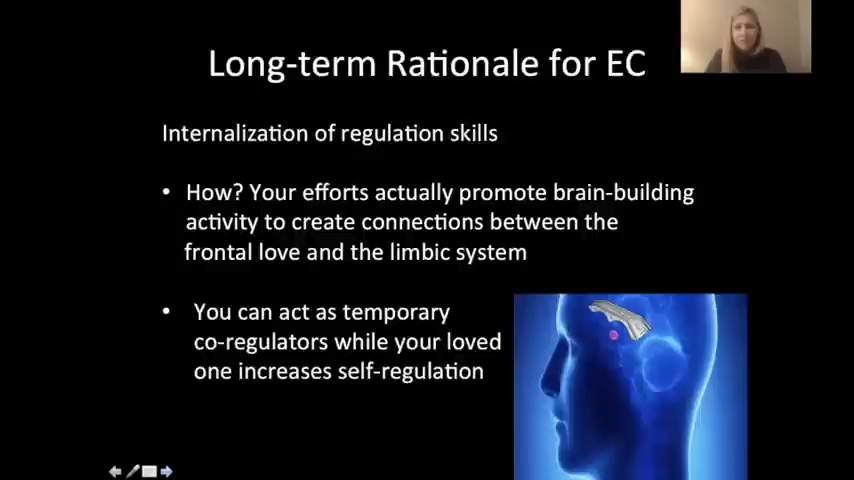 Long-term Rationale for EC
Internalization of regulation skills
• How? Your efforts actually promote brain-building
activity to create connections between the
frontal love and the limbic system
• You can act as temporary
co-regulators while your loved
one increases self-regulation